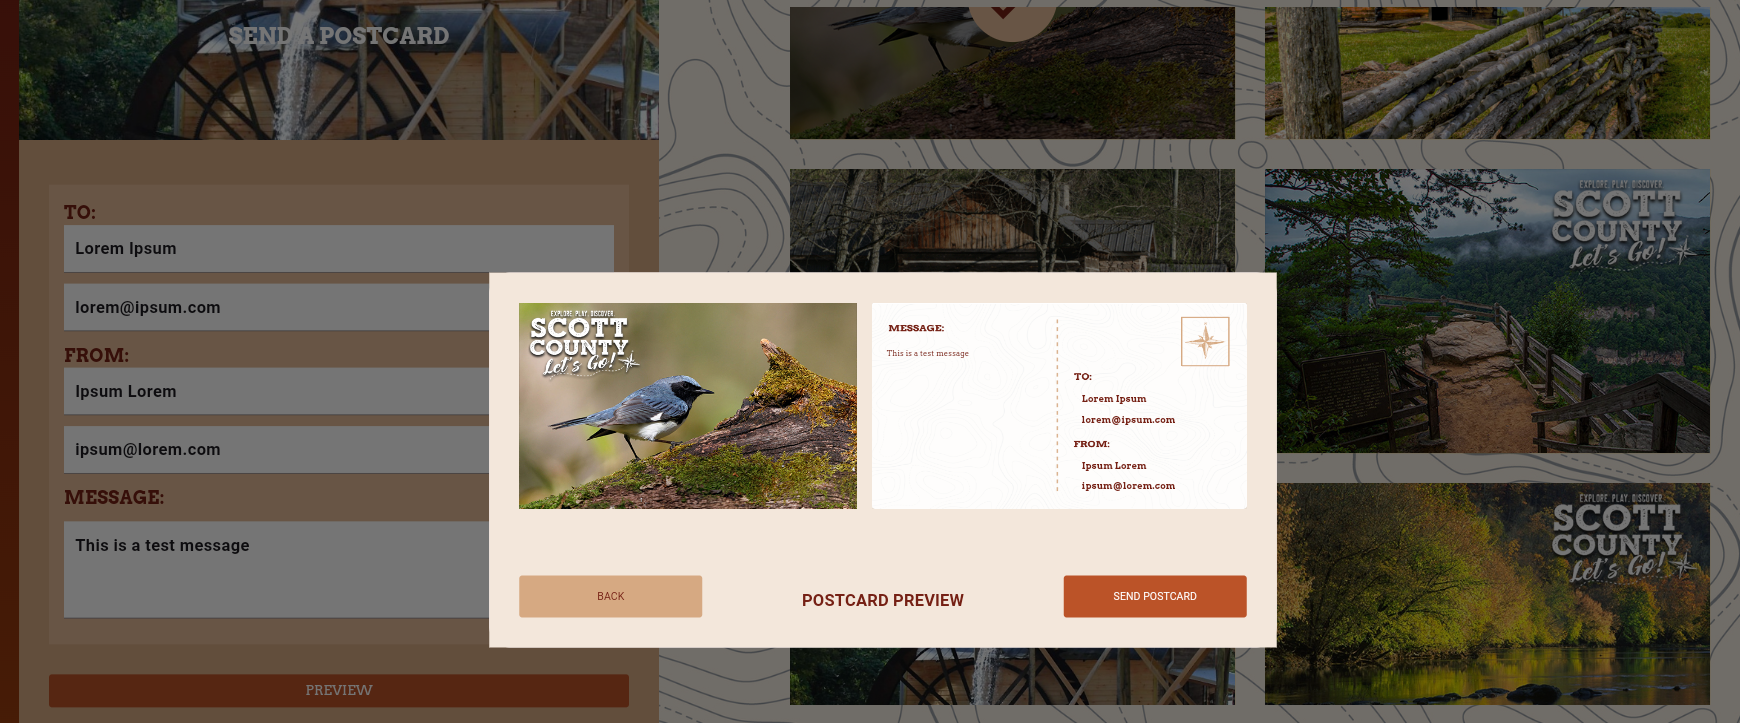 SEND A POSTCARD
TO:
Lorem Ipsum
lorem@ipsum.com
FROM:
Ipsum Lorem
ipsum@lorem.com
MESSAGE:
This is a test message
PREVIEW
EXPLORE. PLAY. DISCOVER.
SCOTT
COUNTY
Let's Go!
MESSAGE:
This is a test message
TO:
Lorem Ipsum
lorem@ipsum.com
FROM:
Ipsum Lorem
ipsum@lorem.com
BACK
POSTCARD PREVIEW
SEND POSTCARD
EXPLORE. PLAY. DISCOVER.
SCOTT
COUNTY
Let's Go!
EXPLORE. PLAY. DISCOVER.
SCOTT
COUNTY
Let's Go!